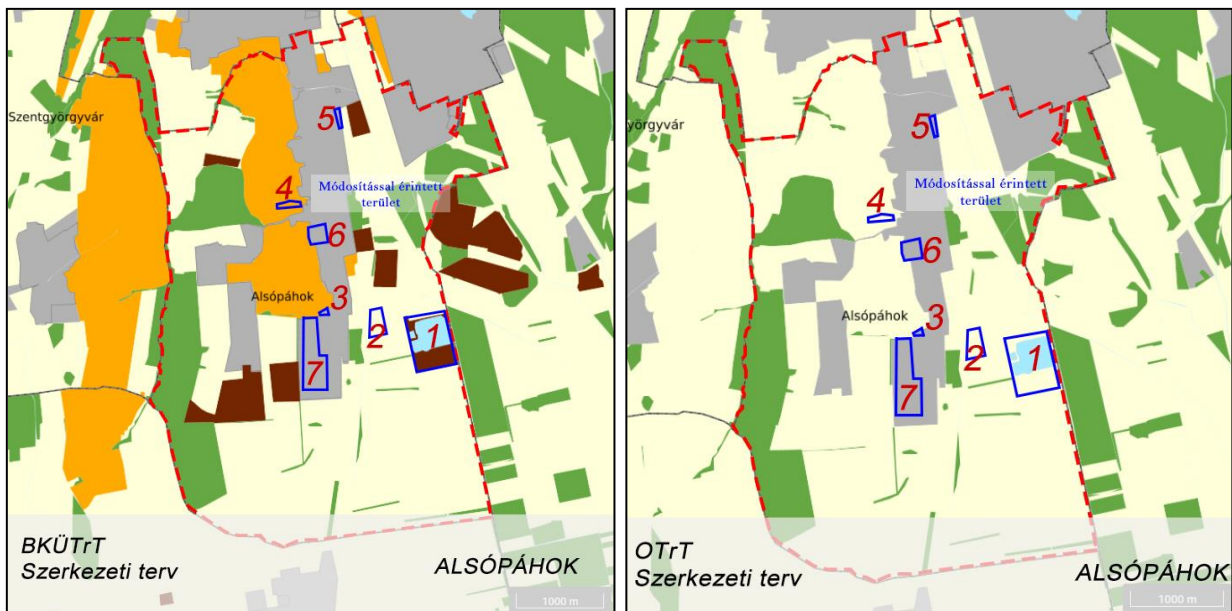 Szentgyörgyvár
5
4
Módosítással érintett
terület
6
3
Alsópáhok
2
1
7
BKÜTrT
Szerkezeti terv
ALSÓPÁHOK
1000 m
yörgyvár
5
4
Módosítással érintett
terület
6
3
Alsópáhok
2
1
7
OTrT
Szerkezeti terv
ALSÓPÁHOK
1000 m